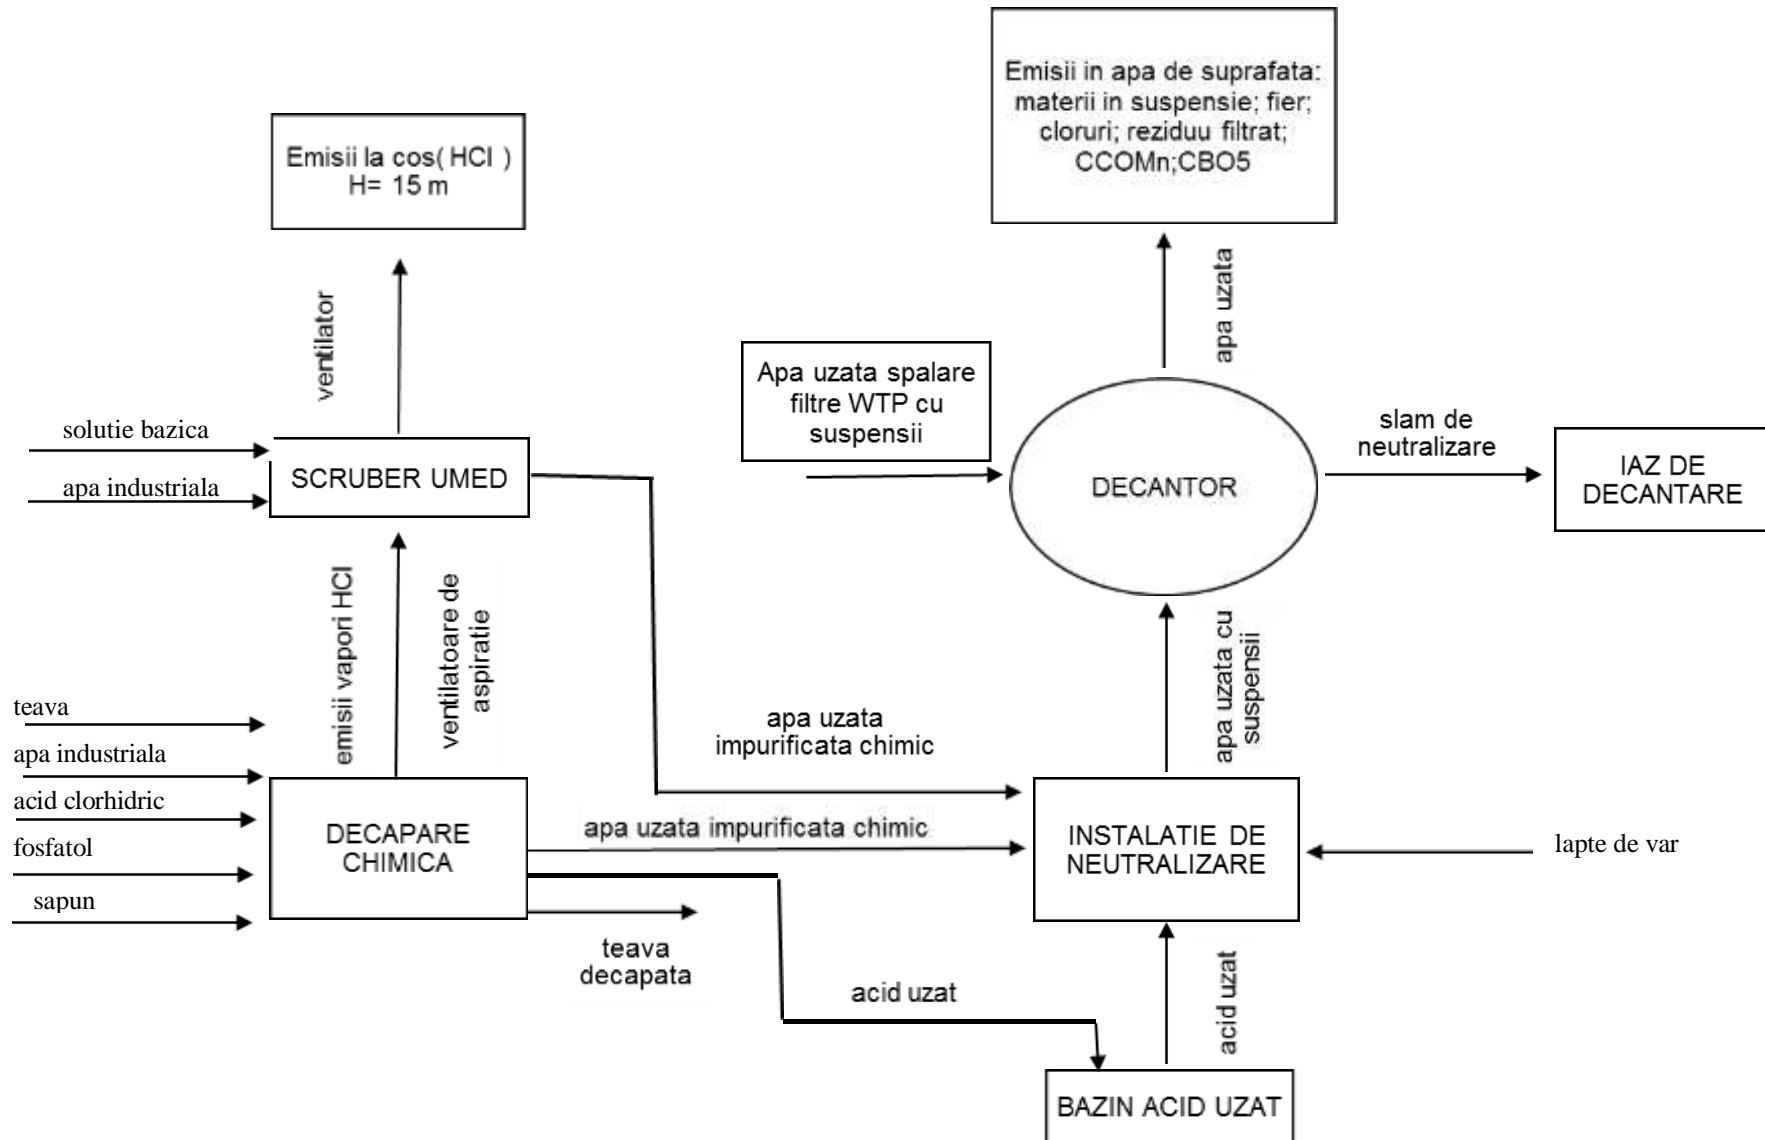 Emisii in apa de suprafata:
materii in suspensie; fier;
cloruri; reziduu filtrat;
CCOMn;CBO5
Emisii la cos( HCl )
H= 15 m
ventilator
apa uzata
Apa uzata spalare
filtre WTP cu
suspensii
solutie bazica
apa industriala
SCRUBER UMED
DECANTOR
slam de
neutralizare
IAZ DE
DECANTARE
emisii vapori HCl
ventilatoare de
aspiratie
apa uzata cu
suspensii
teava
apa industriala
acid clorhidric
fosfatol
sapun
DECAPARE
CHIMICA
apa uzata
impurificata chimic
apa uzata impurificata chimic
INSTALATIE DE
NEUTRALIZARE
lapte de var
teava
decapata
acid uzat
acid uzat
BAZIN ACID UZAT